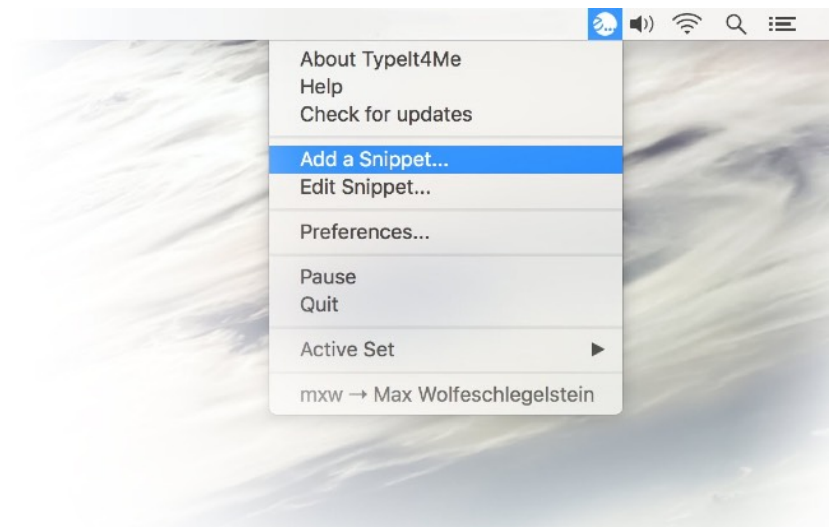 About TypeIt4Me
Help
Check for updates
Add a Snippet...
Edit Snippet...
Preferences...
Pause
Quit
Active Set
mxw → Max Wolfeschlegelstein